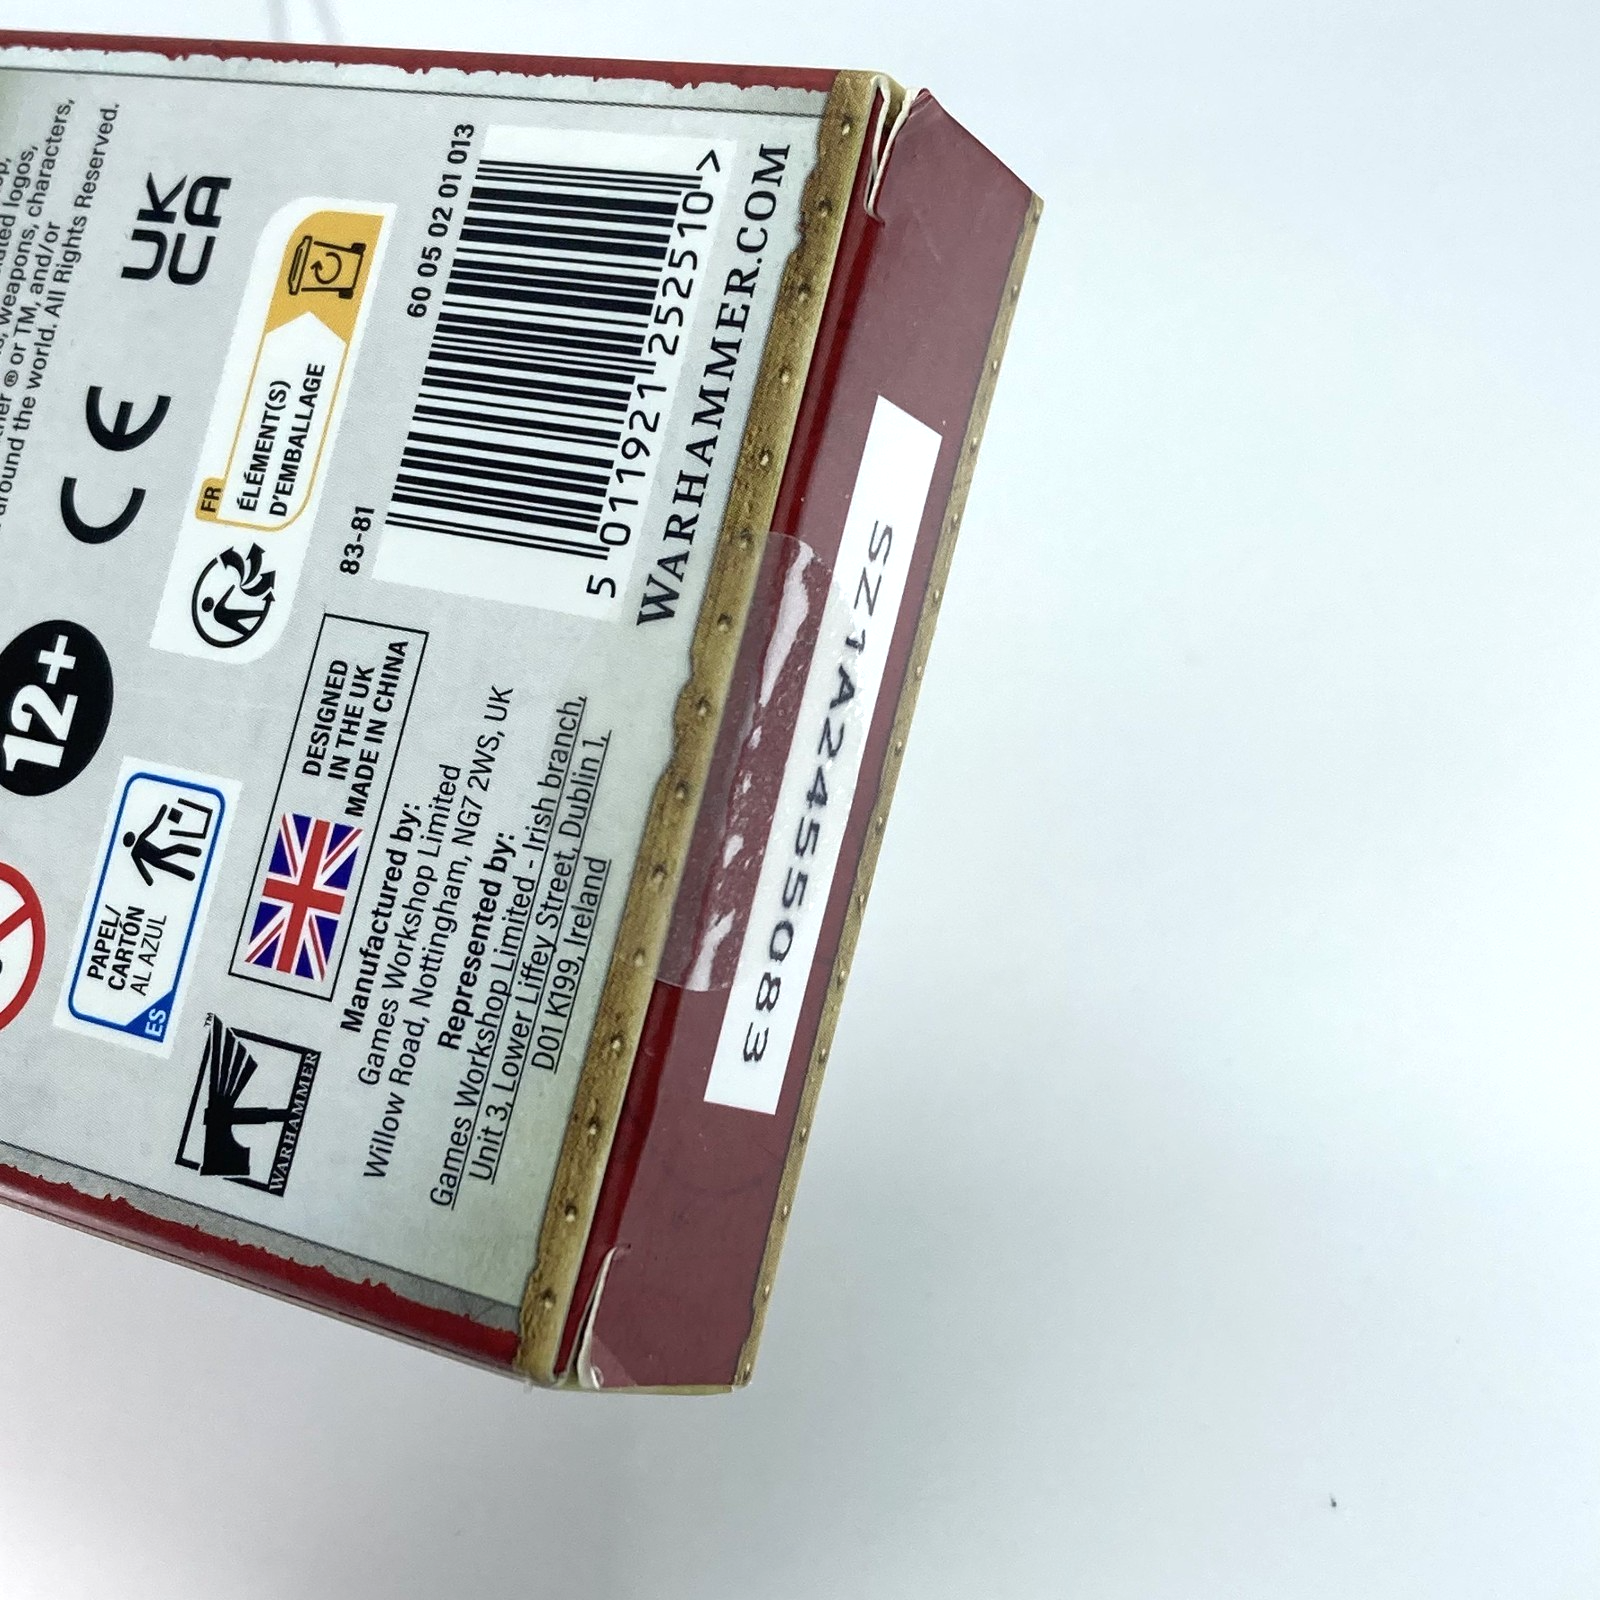 weapons, characters,
® or TM, and/or
around the world. All Rights Reserved.
UK
CA
CE
12+
FR
ÉLÉMENT(S)
D'EMBALLAGE
60 05 02 01 013
83-81
5 011921 252510 >
WARHAMMER.COM
PAPEL/
CARTÓN
AL AZUL
ES
DESIGNED
IN THE UK
MADE IN CHINA
™
WARHAMMER
Manufactured by:
Games Workshop Limited
Willow Road, Nottingham, NG7 2WS, UK
Represented by:
Games Workshop Limited - Irish branch,
Unit 3, Lower Liffey Street, Dublin 1,
D01 K199, Ireland
SZ1A2455083